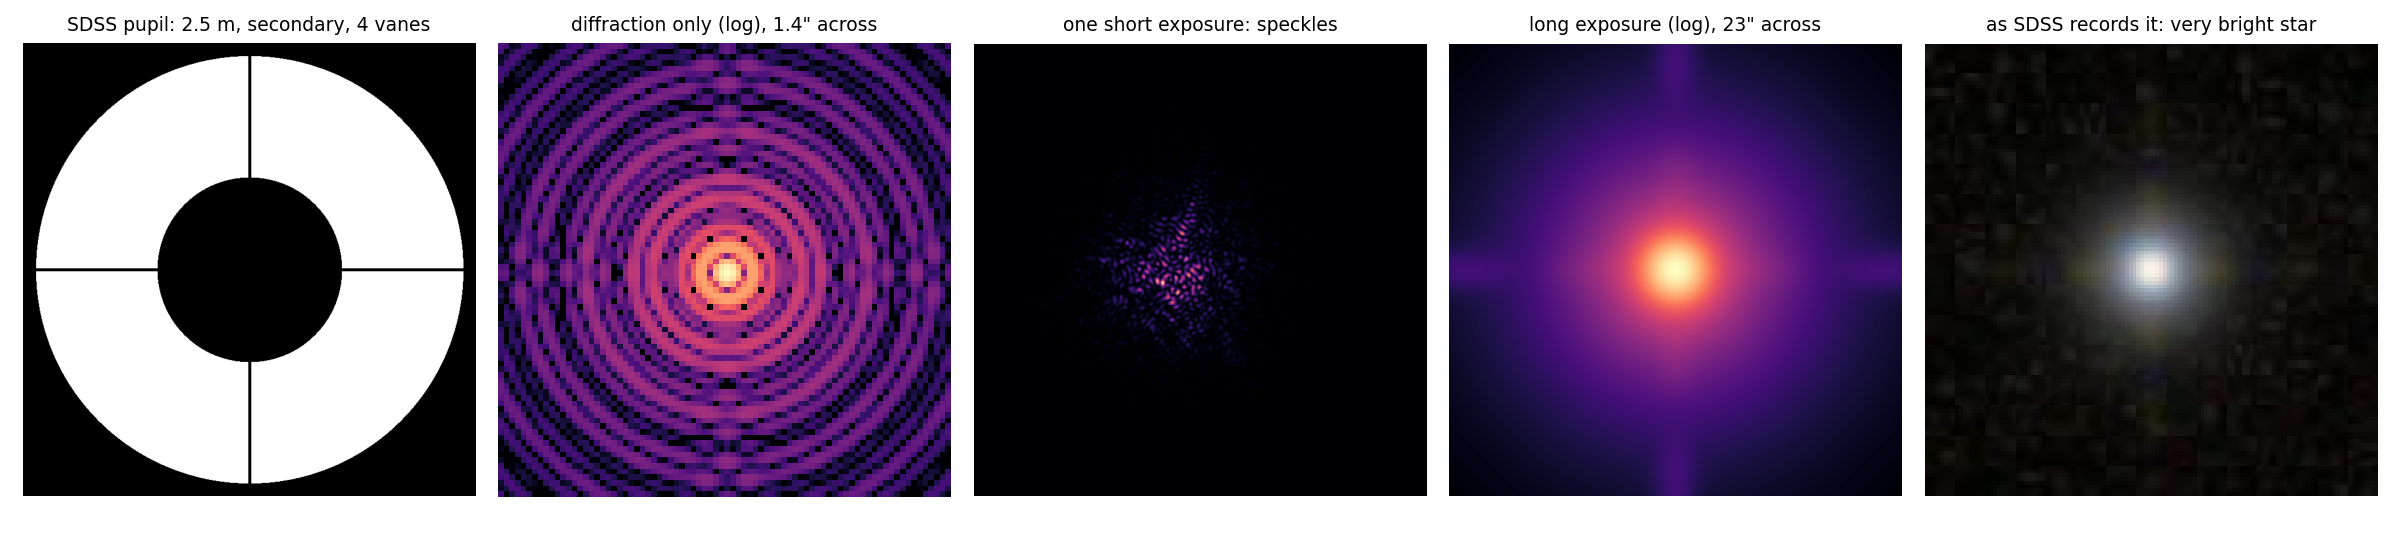 SDSS pupil: 2.5 m, secondary, 4 vanes
diffraction only (log), 1.4" across
one short exposure: speckles
long exposure (log), 23" across
as SDSS records it: very bright star